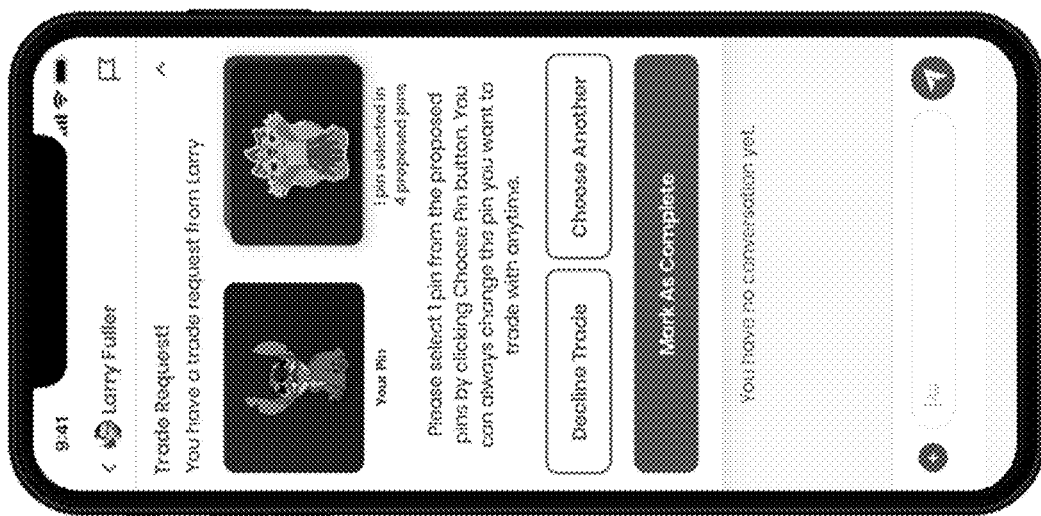 9:41
Larry Fuller
Trade Request!
You have a trade request from Larry
Your Pin
1 pin selected in
4 proposed pins
Please select 1 pin from the proposed
pins by clicking Choose Pin button. You
can always change the pin you want to
trade with anytime.
Decline Trade
Choose Another
Mark As Complete
You have no conversation yet.